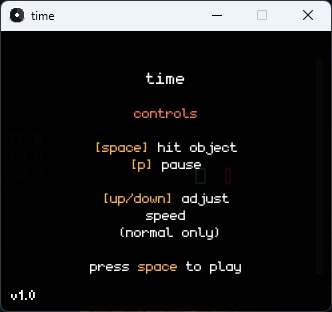 time
time
controls
[space] hit object
[p] pause
[up/down] adjust
speed
(normal only)
press space to play
v1.0